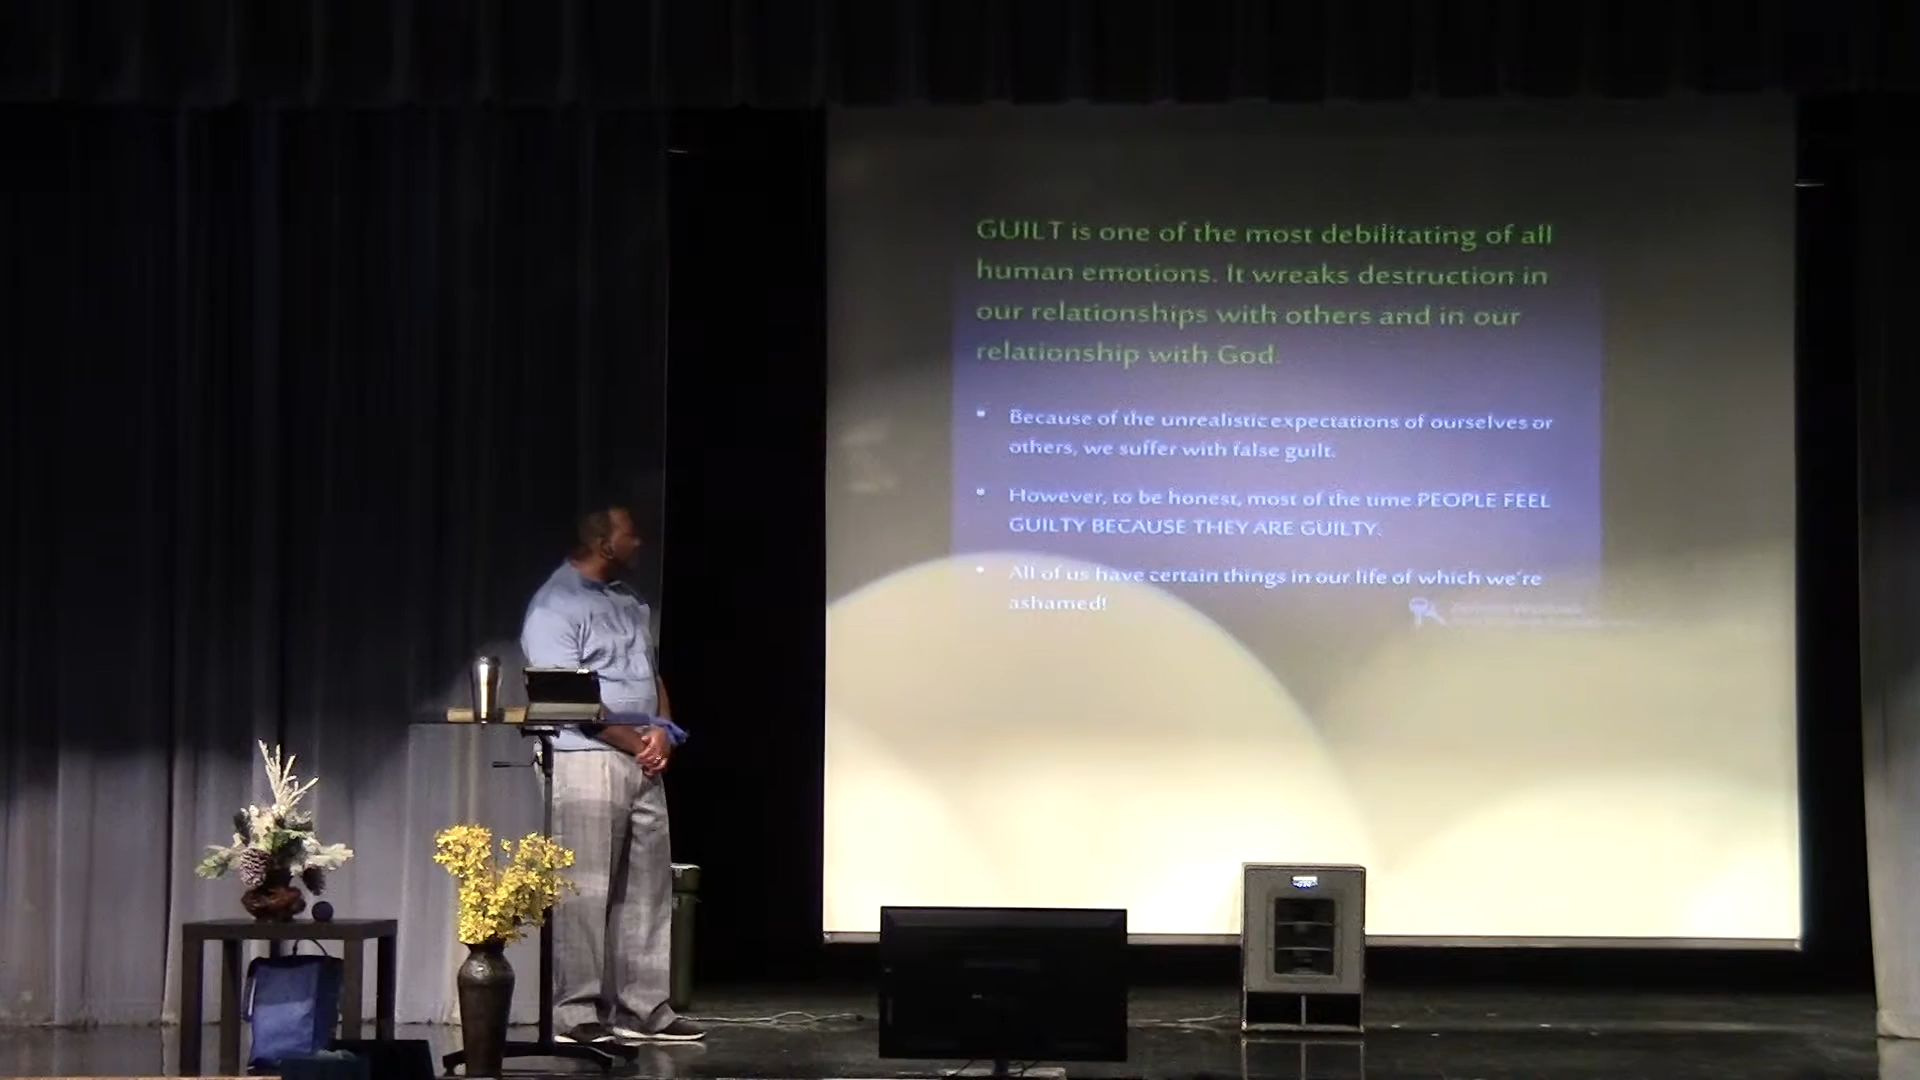 GUILT is one of the most debilitating of all
human emotions. It wreaks destruction in
our relationships with others and in our
relationship with God.
Because of the unrealistic expectations of ourselves or
others, we suffer with false guilt.
However, to be honest, most of the time PEOPLE FEEL
GUILTY BECAUSE THEY ARE GUILTY.
All of us have certain things in our life of which we're
ashamed!